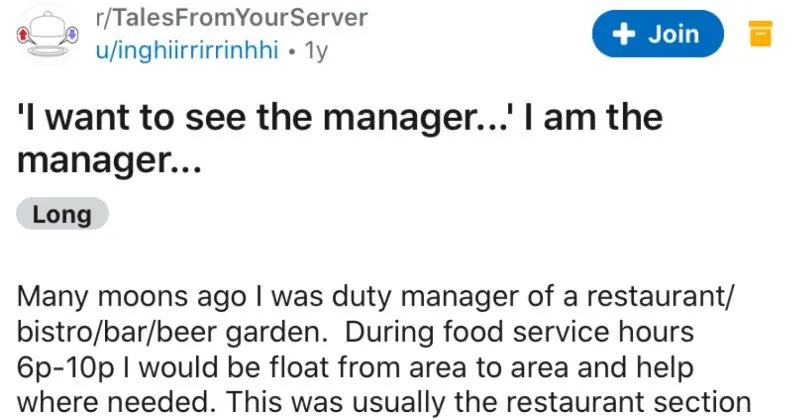 r/TalesFromYourServer
u/inghiirrirrinhhi • 1y
+ Join
'I want to see the manager...' I am the
manager...
Long
Many moons ago I was duty manager of a restaurant/
bistro/bar/beer garden.  During food service hours
6p-10p I would be float from area to area and help
where needed. This was usually the restaurant section